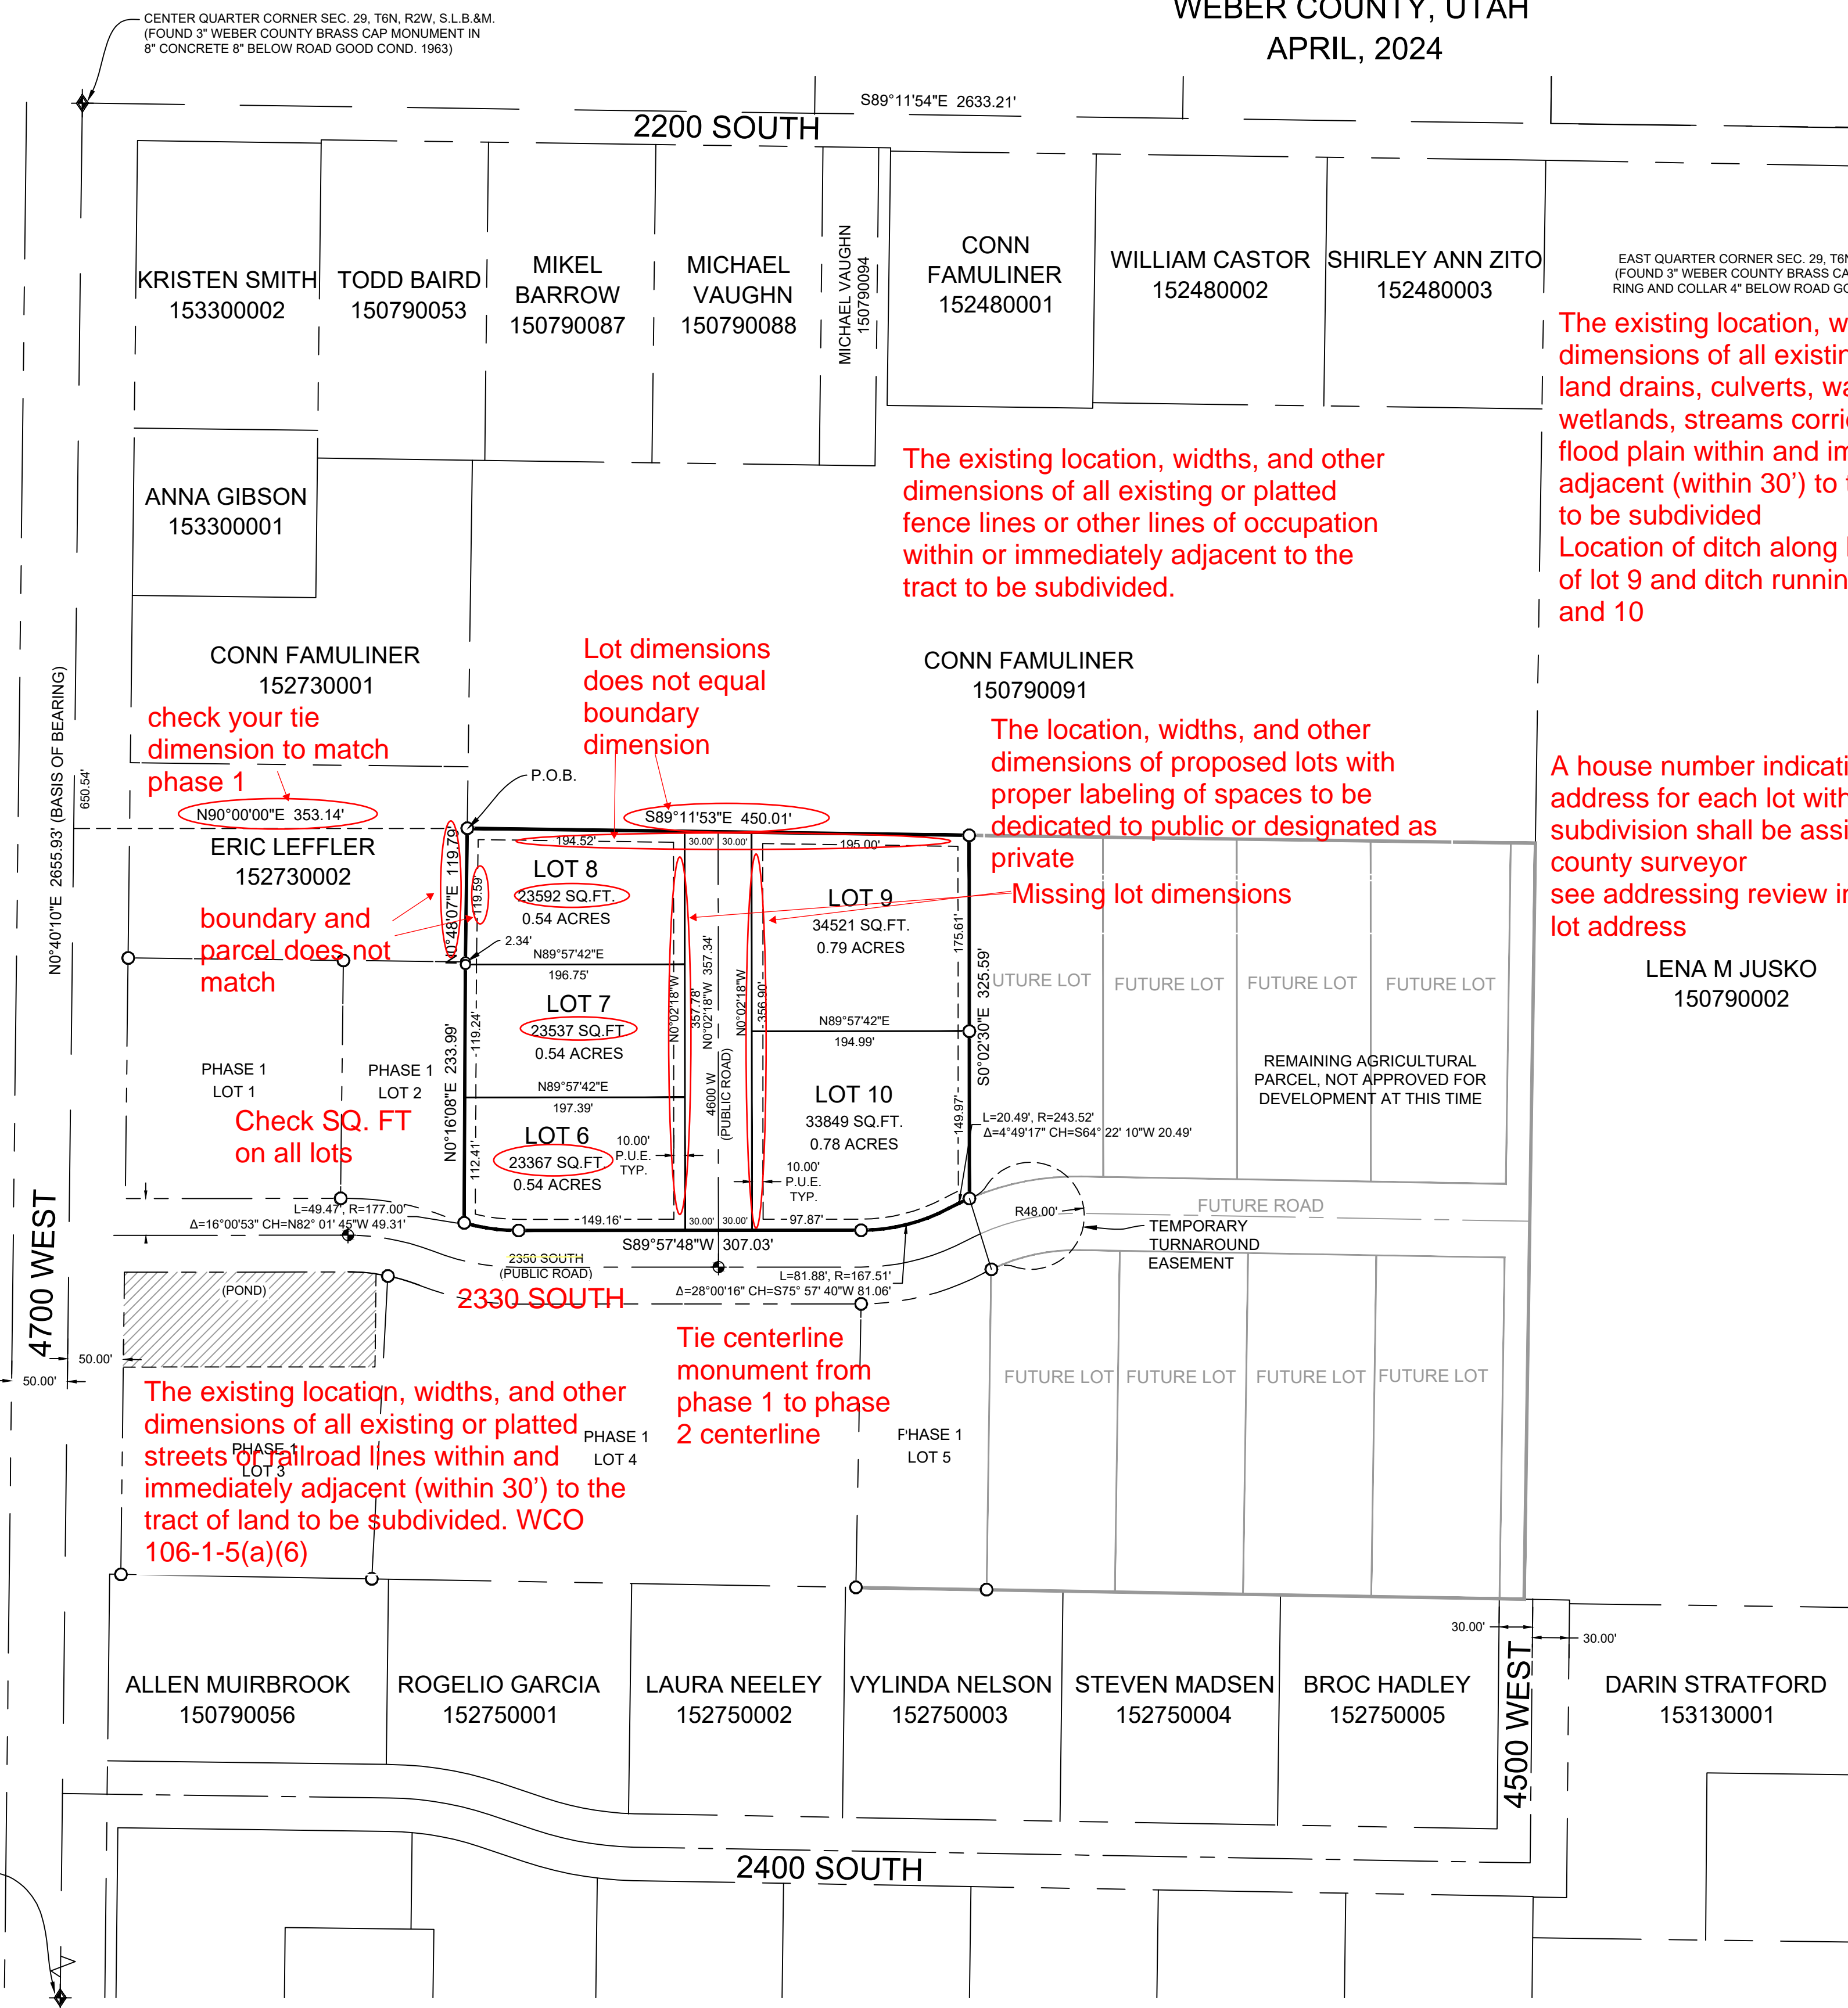 WEBER COUNTY, UTAH
APRIL, 2024
CENTER QUARTER CORNER SEC. 29, T6N, R2W, S.L.B.&M.
(FOUND 3" WEBER COUNTY BRASS CAP MONUMENT IN
8" CONCRETE 8" BELOW ROAD GOOD COND. 1963)
S89°11'54"E 2633.21'
2200 SOUTH
KRISTEN SMITH
153300002
TODD BAIRD
150790053
MIKEL
BARROW
150790087
MICHAEL
VAUGHN
150790088
MICHAEL VAUGHN
150790094
CONN
FAMULINER
152480001
WILLIAM CASTOR
152480002
SHIRLEY ANN ZITO
152480003
EAST QUARTER CORNER SEC. 29,
(FOUND 3" WEBER COUNTY BRASS
RING AND COLLAR 4" BELOW ROAD
The existing location,
dimensions of all
land drains, culverts,
wetlands, streams
flood plain within and
adjacent (within 30') to
to be subdivided
Location of ditch along
of lot 9 and ditch
and 10
ANNA GIBSON
153300001
The existing location, widths, and other
dimensions of all existing or platted
fence lines or other lines of occupation
within or immediately adjacent to the
tract to be subdivided.
N0°40'10"E 2655.93' (BASIS OF BEARING)
650.54'
CONN FAMULINER
152730001
check your tie
dimension to match
phase 1
N90°00'00"E 353.14'
Lot dimensions
does not equal
boundary
dimension
CONN FAMULINER
150790091
The location, widths, and other
dimensions of proposed lots with
proper labeling of spaces to be
dedicated to public or designated as
private
Missing lot dimensions
A house number
address for each lot
subdivision shall be
county surveyor
see addressing review
lot address
LENA M JUSKO
150790002
P.O.B.
S89°11'53"E 450.01'
194.52'
30.00'
30.00'
195.00'
ERIC LEFFLER
152730002
boundary and
parcel does not
match
N0°48'07"E 119.79'
119.59'
LOT 8
23592 SQ.FT.
0.54 ACRES
2.34'
N89°57'42"E
196.75'
LOT 7
23537 SQ.FT
0.54 ACRES
N89°57'42"E
197.39'
LOT 6
23367 SQ.FT.
0.54 ACRES
N0°16'08"E 233.99'
119.24'
112.41'
10.00'
P.U.E.
TYP.
N0°02'18"W
357.78'
N0°02'18"W 357.34'
4600 W
(PUBLIC ROAD)
N0°02'18"W
356.90'
LOT 9
34521 SQ.FT.
0.79 ACRES
175.61'
N89°57'42"E
194.99'
LOT 10
33849 SQ.FT.
0.78 ACRES
10.00'
P.U.E.
TYP.
149.97'
S0°02'30"E 325.59'
L=20.49', R=243.52'
Δ=4°49'17" CH=S64° 22' 10"W 20.49'
UTURE LOT
FUTURE LOT
FUTURE LOT
FUTURE LOT
REMAINING AGRICULTURAL
PARCEL, NOT APPROVED FOR
DEVELOPMENT AT THIS TIME
PHASE 1
LOT 1
PHASE 1
LOT 2
Check SQ. FT
on all lots
L=49.47', R=177.00'
Δ=16°00'53" CH=N82° 01' 45"W 49.31'
149.16'
30.00'
30.00'
97.87'
S89°57'48"W 307.03'
2350 SOUTH
(PUBLIC ROAD)
2330 SOUTH
L=81.88', R=167.51'
Δ=28°00'16" CH=S75° 57' 40"W 81.06'
R48.00'
FUTURE ROAD
TEMPORARY
TURNAROUND
EASEMENT
4700 WEST
(POND)
50.00'
50.00'
Tie centerline
monument from
phase 1 to phase
2 centerline
The existing location, widths, and other
dimensions of all existing or platted
streets or railroad lines within and
immediately adjacent (within 30') to the
tract of land to be subdivided. WCO
106-1-5(a)(6)
PHASE 1
LOT 3
PHASE 1
LOT 4
PHASE 1
LOT 5
FUTURE LOT
FUTURE LOT
FUTURE LOT
FUTURE LOT
30.00'
30.00'
ALLEN MUIRBROOK
150790056
ROGELIO GARCIA
152750001
LAURA NEELEY
152750002
VYLINDA NELSON
152750003
STEVEN MADSEN
152750004
BROC HADLEY
152750005
4500 WEST
DARIN STRATFORD
153130001
2400 SOUTH